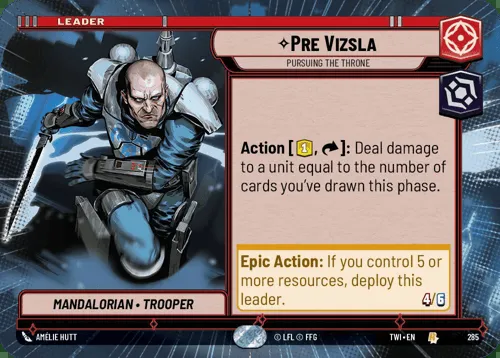 LEADER
PRE VIZSLA
PURSUING THE THRONE
Action [1, ]: Deal damage
to a unit equal to the number of
cards you've drawn this phase.
Epic Action: If you control 5 or
more resources, deploy this
leader.
4/6
MANDALORIAN • TROOPER
AMÉLIE HUTT
© LFL © FFG
TWI • EN
285